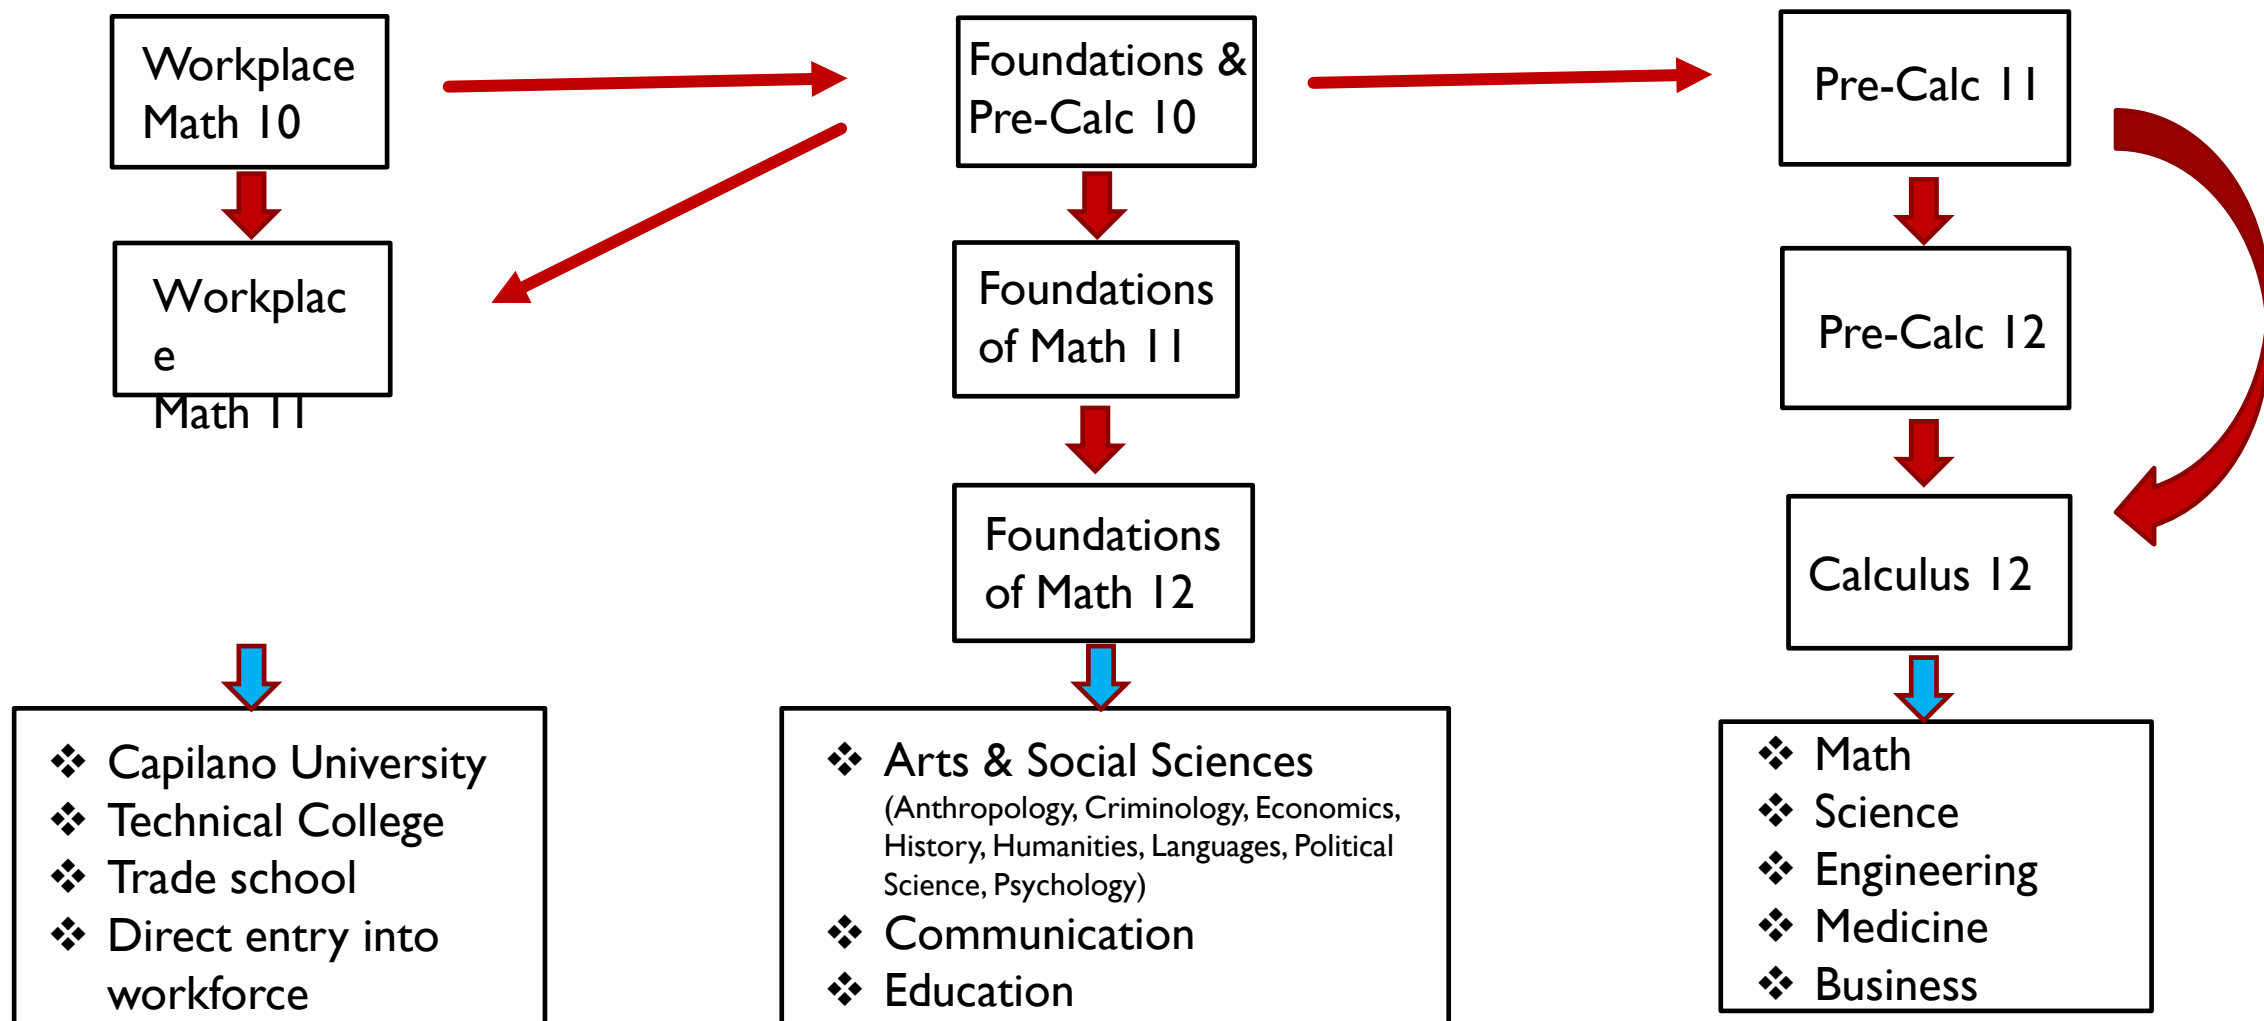 Workplace
Math 10
Foundations &
Pre-Calc 10
Pre-Calc 11
Workplac
e
Math 11
Foundations
of Math 11
Pre-Calc 12
Foundations
of Math 12
Calculus 12
❖ Capilano University
❖ Technical College
❖ Trade school
❖ Direct entry into
workforce
❖ Arts & Social Sciences
(Anthropology, Criminology, Economics,
History, Humanities, Languages, Political
Science, Psychology)
❖ Communication
❖ Education
❖ Math
❖ Science
❖ Engineering
❖ Medicine
❖ Business